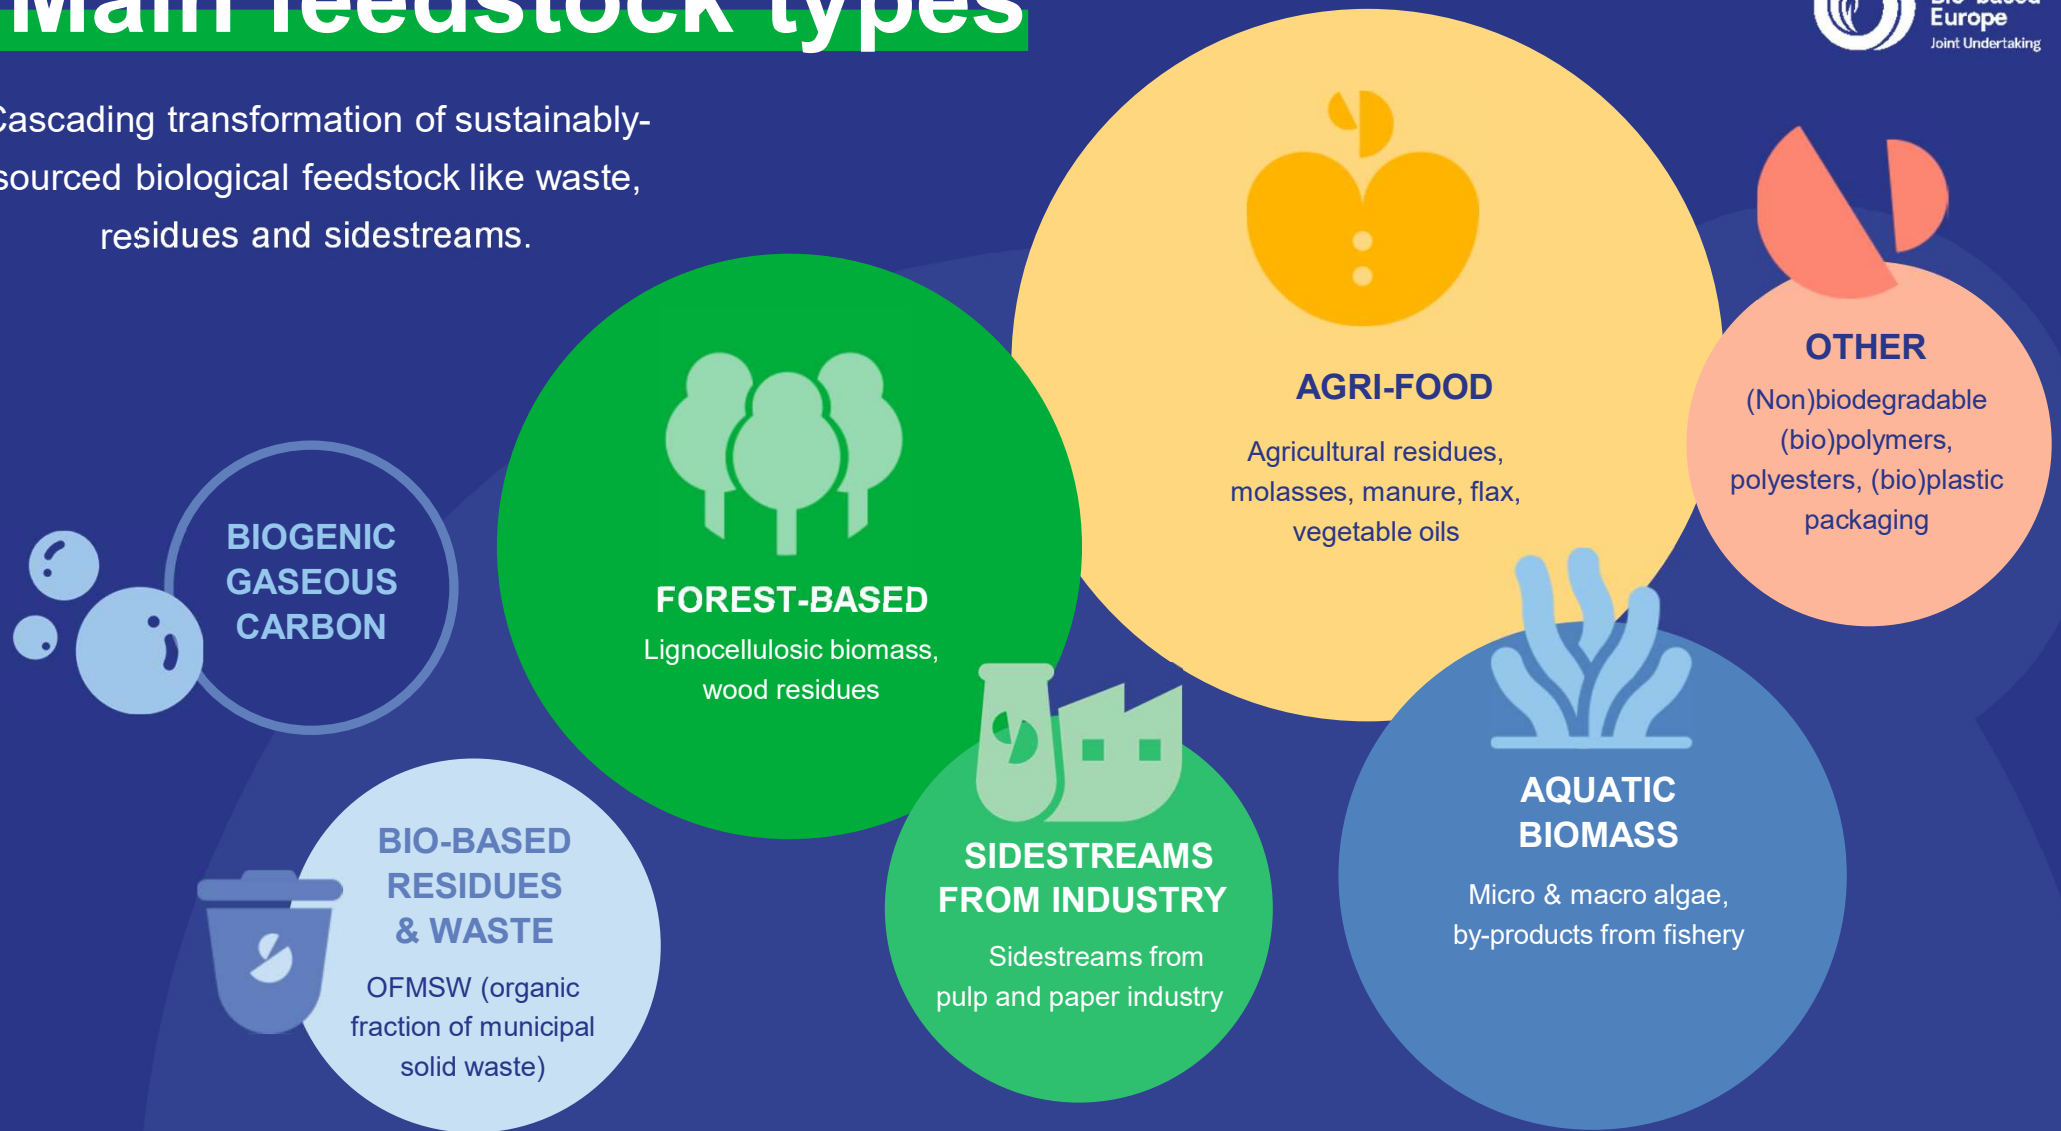 Main feedstock types
Bio-based
Europe
Joint Undertaking
Cascading transformation of sustainably-
sourced biological feedstock like waste,
residues and sidestreams.
AGRI-FOOD
Agricultural residues,
molasses, manure, flax,
vegetable oils
OTHER
(Non)biodegradable
(bio)polymers,
polyesters, (bio)plastic
packaging
BIOGENIC
GASEOUS
CARBON
FOREST-BASED
Lignocellulosic biomass,
wood residues
AQUATIC
BIOMASS
Micro & macro algae,
by-products from fishery
BIO-BASED
RESIDUES
& WASTE
OFMSW (organic
fraction of municipal
solid waste)
SIDESTREAMS
FROM INDUSTRY
Sidestreams from
pulp and paper industry